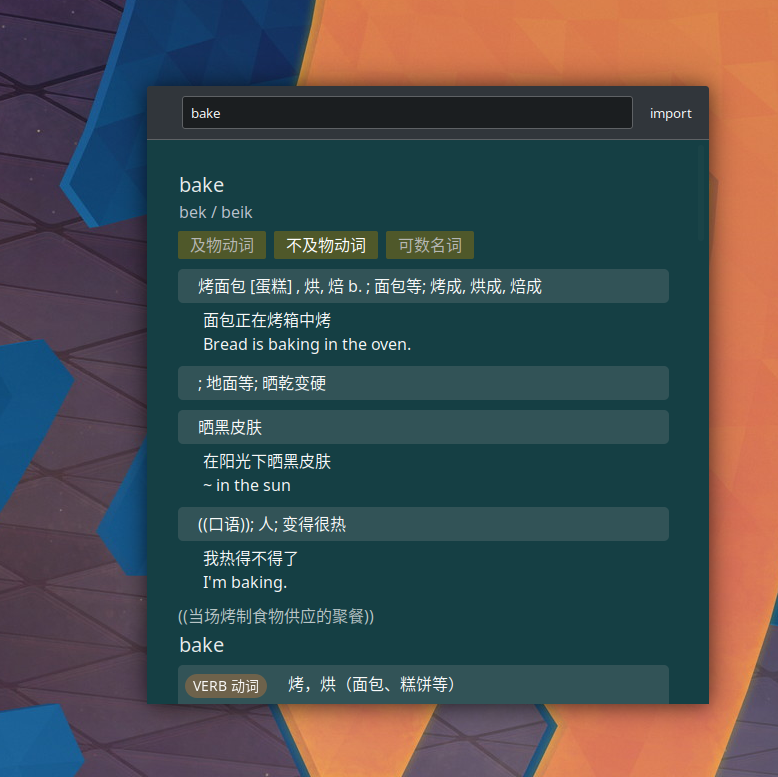 bake
import
bake
bek / beik
及物动词 不及物动词 可数名词
烤面包 [蛋糕] , 烘, 焙 b. ; 面包等; 烤成, 烘成, 焙成
面包正在烤箱中烤
Bread is baking in the oven.
; 地面等; 晒乾变硬
晒黑皮肤
在阳光下晒黑皮肤
~ in the sun
((口语)); 人; 变得很热
我热得不得了
I'm baking.
((当场烤制食物供应的聚餐))
bake
VERB 动词 烤，烘（面包、糕饼等）